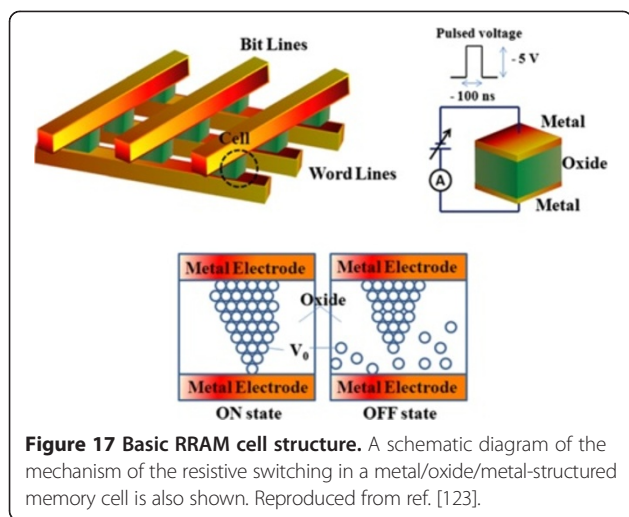 Bit Lines
Cell
Word Lines
Pulsed voltage
- 5 V
- 100 ns
Metal
Oxide
Metal
A
Metal Electrode
Metal Electrode
Oxide
V0
Metal Electrode
Metal Electrode
ON state
OFF state
Figure 17 Basic RRAM cell structure. A schematic diagram of the
mechanism of the resistive switching in a metal/oxide/metal-structured
memory cell is also shown. Reproduced from ref. [123].